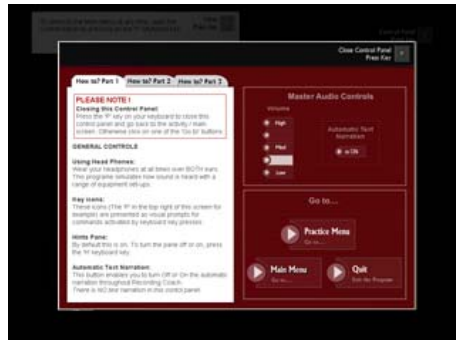 Close Control Panel
Press Key
How to? Part 1
How to? Part 2
How to? Part 3
PLEASE NOTE !
Closing this Control Panel:
Press the 'P' key on your keyboard to close this
control panel and go back to the activity / main
screen. Otherwise click on one of the 'Go to' buttons.
GENERAL CONTROLS
Using Head Phones:
Wear your headphones at all times over BOTH ears.
This programe simulates how sound is heard with a
range of equipment set-ups.
Key Icons:
These icons (The 'P' in the top right of this screen for
example) are presented as visual prompts for
commands activated by keyboard key presses.
Hints Pane:
By default this is on. To turn the pane off or on, press
the 'H' keyboard key.
Automatic Text Narration:
This button enables you to turn Off or On the automatic
narration throughout Recording Coach.
There is NO text narration in this control panel.
Master Audio Controls
Volume
High
Med
Low
Automatic Text
Narration
is ON
Go to...
Practice Menu
Go to...
Main Menu
Go to...
Quit
Exit the Program